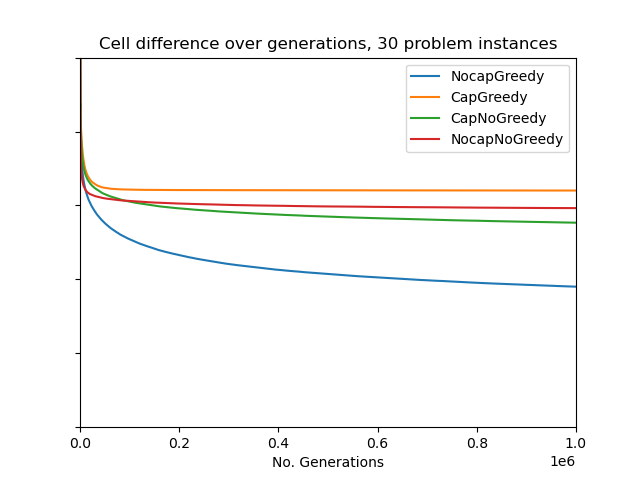 Cell difference over generations, 30 problem instances
NocapGreedy
CapGreedy
CapNoGreedy
NocapNoGreedy
0.0 0.2 0.4 0.6 0.8 1.0
1e6
No. Generations